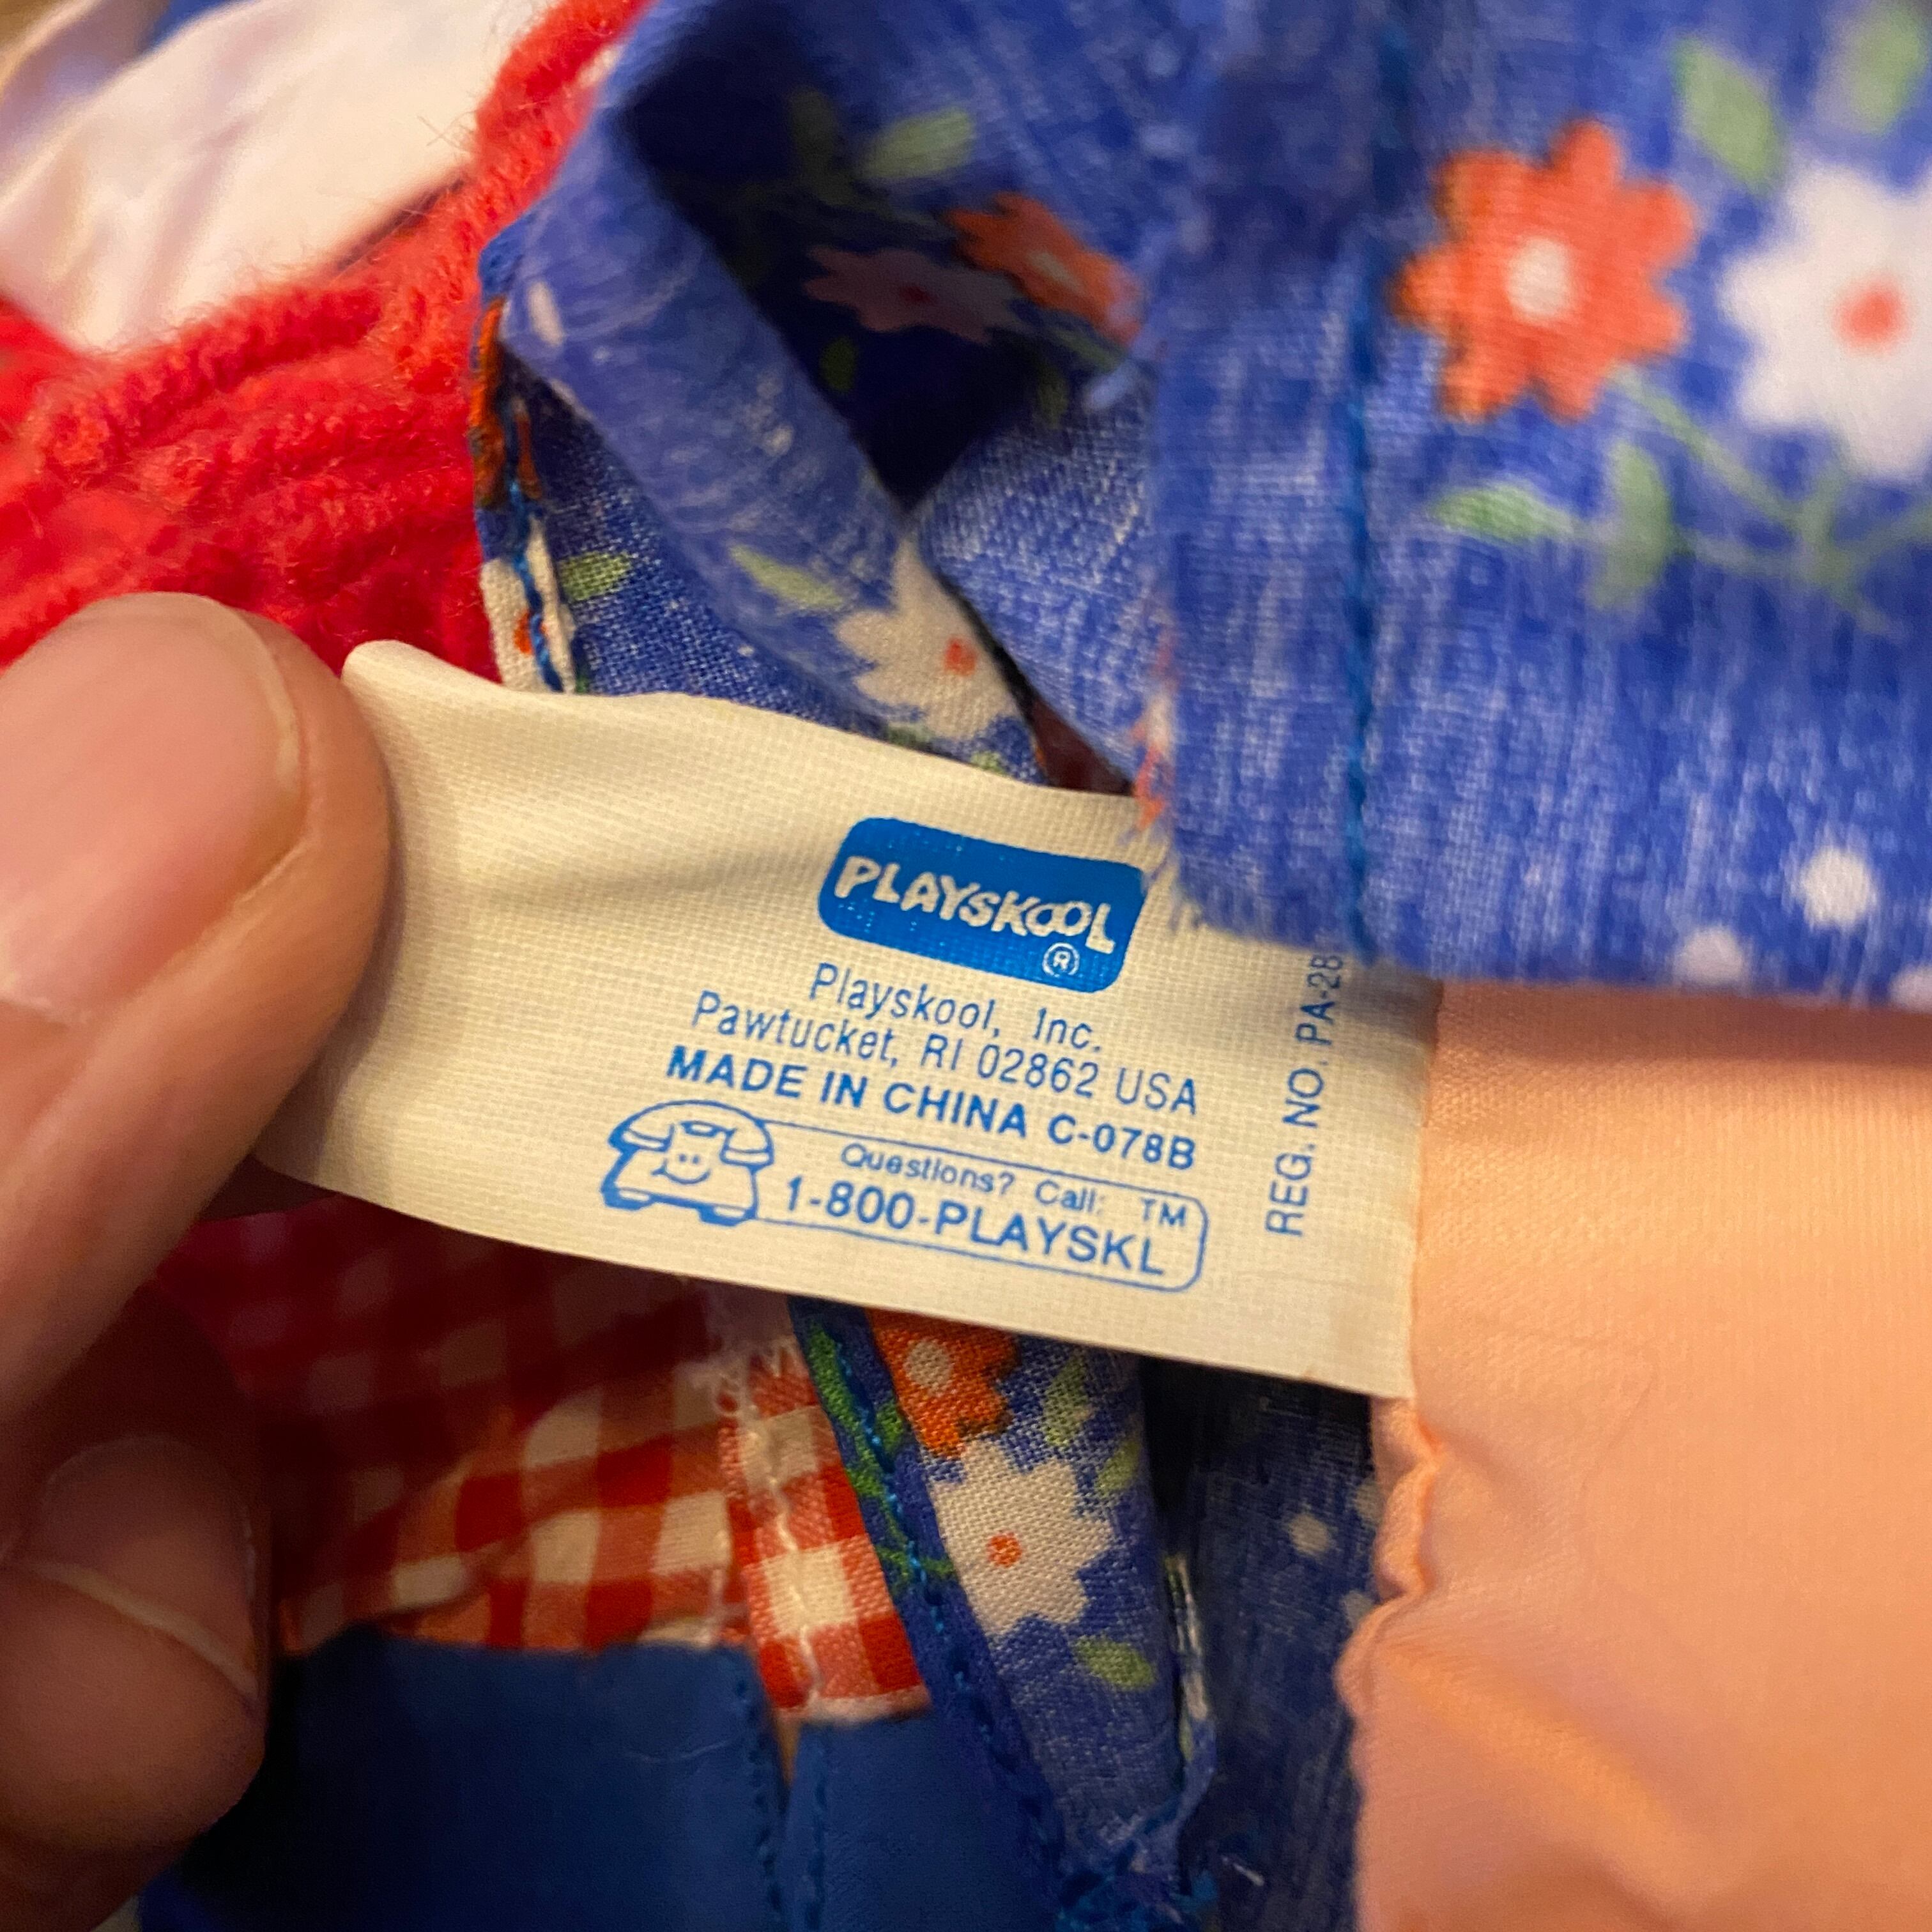 PLAYSKOOL
®
Playskool, Inc.
Pawtucket, RI 02862 USA
MADE IN CHINA C-078B
Questions? Call: TM
1-800-PLAYSKL
REG. NO. PA-28